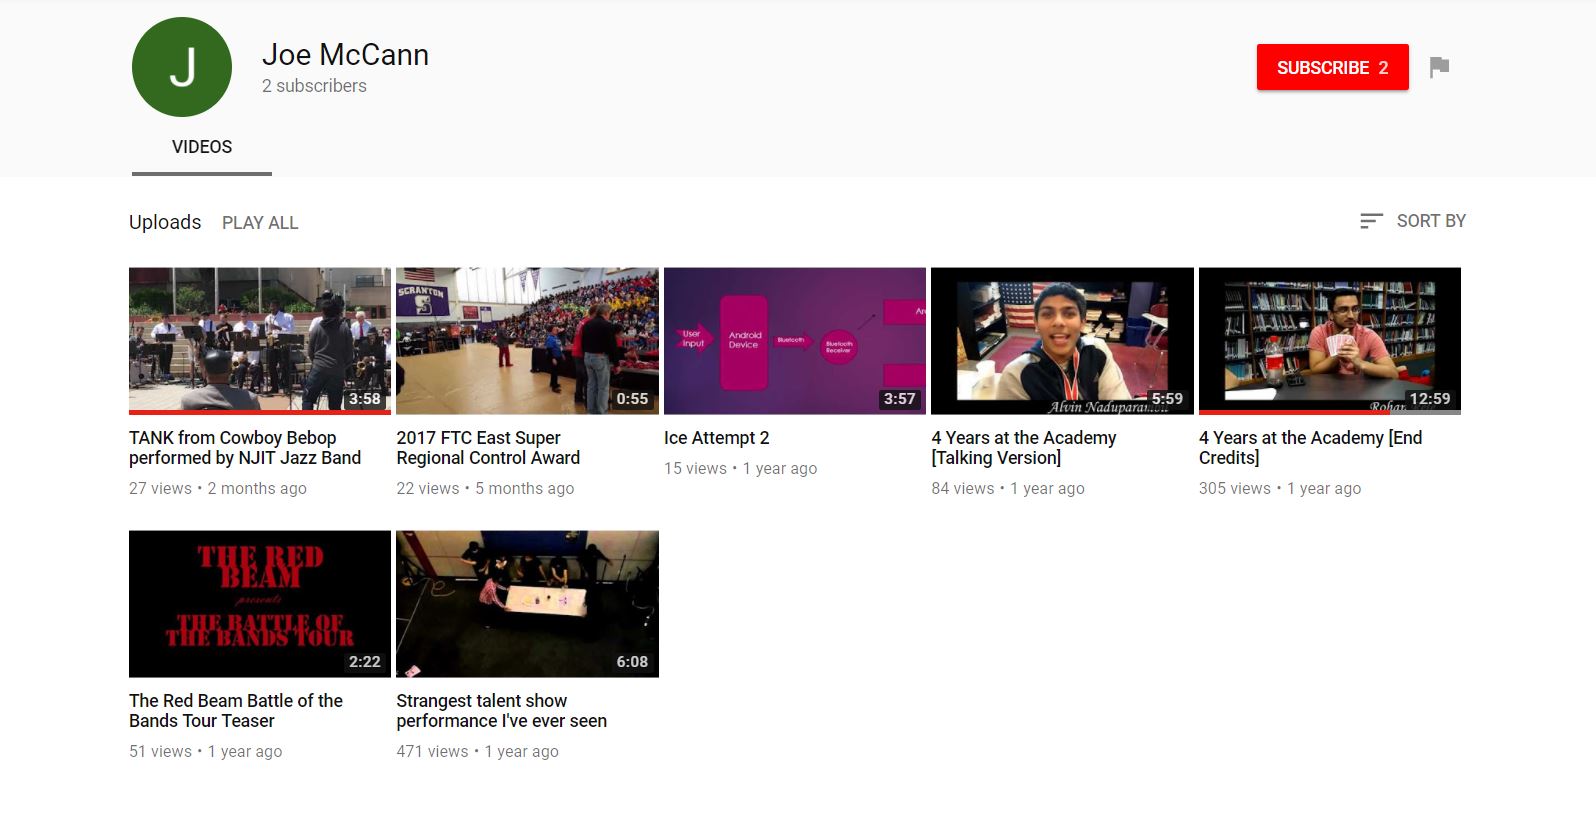 J
Joe McCann
2 subscribers
SUBSCRIBE 2
VIDEOS
Uploads PLAY ALL
SORT BY
SCRANTON
S
User
Input
Android
Device
Bluetooth
Bluetooth
Receiver
3:58
0:55
3:57
Alvin
5:59
12:59
TANK from Cowboy Bebop
performed by NJIT Jazz Band
27 views • 2 months ago
2017 FTC East Super
Regional Control Award
22 views • 5 months ago
Ice Attempt 2
15 views • 1 year ago
4 Years at the Academy
[Talking Version]
84 views • 1 year ago
4 Years at the Academy [End
Credits]
305 views • 1 year ago
THE RED
BEAM
presents
THE BATTLE OF
THE BANDS TOUR
2:22
6:08
The Red Beam Battle of the
Bands Tour Teaser
51 views • 1 year ago
Strangest talent show
performance I've ever seen
471 views • 1 year ago